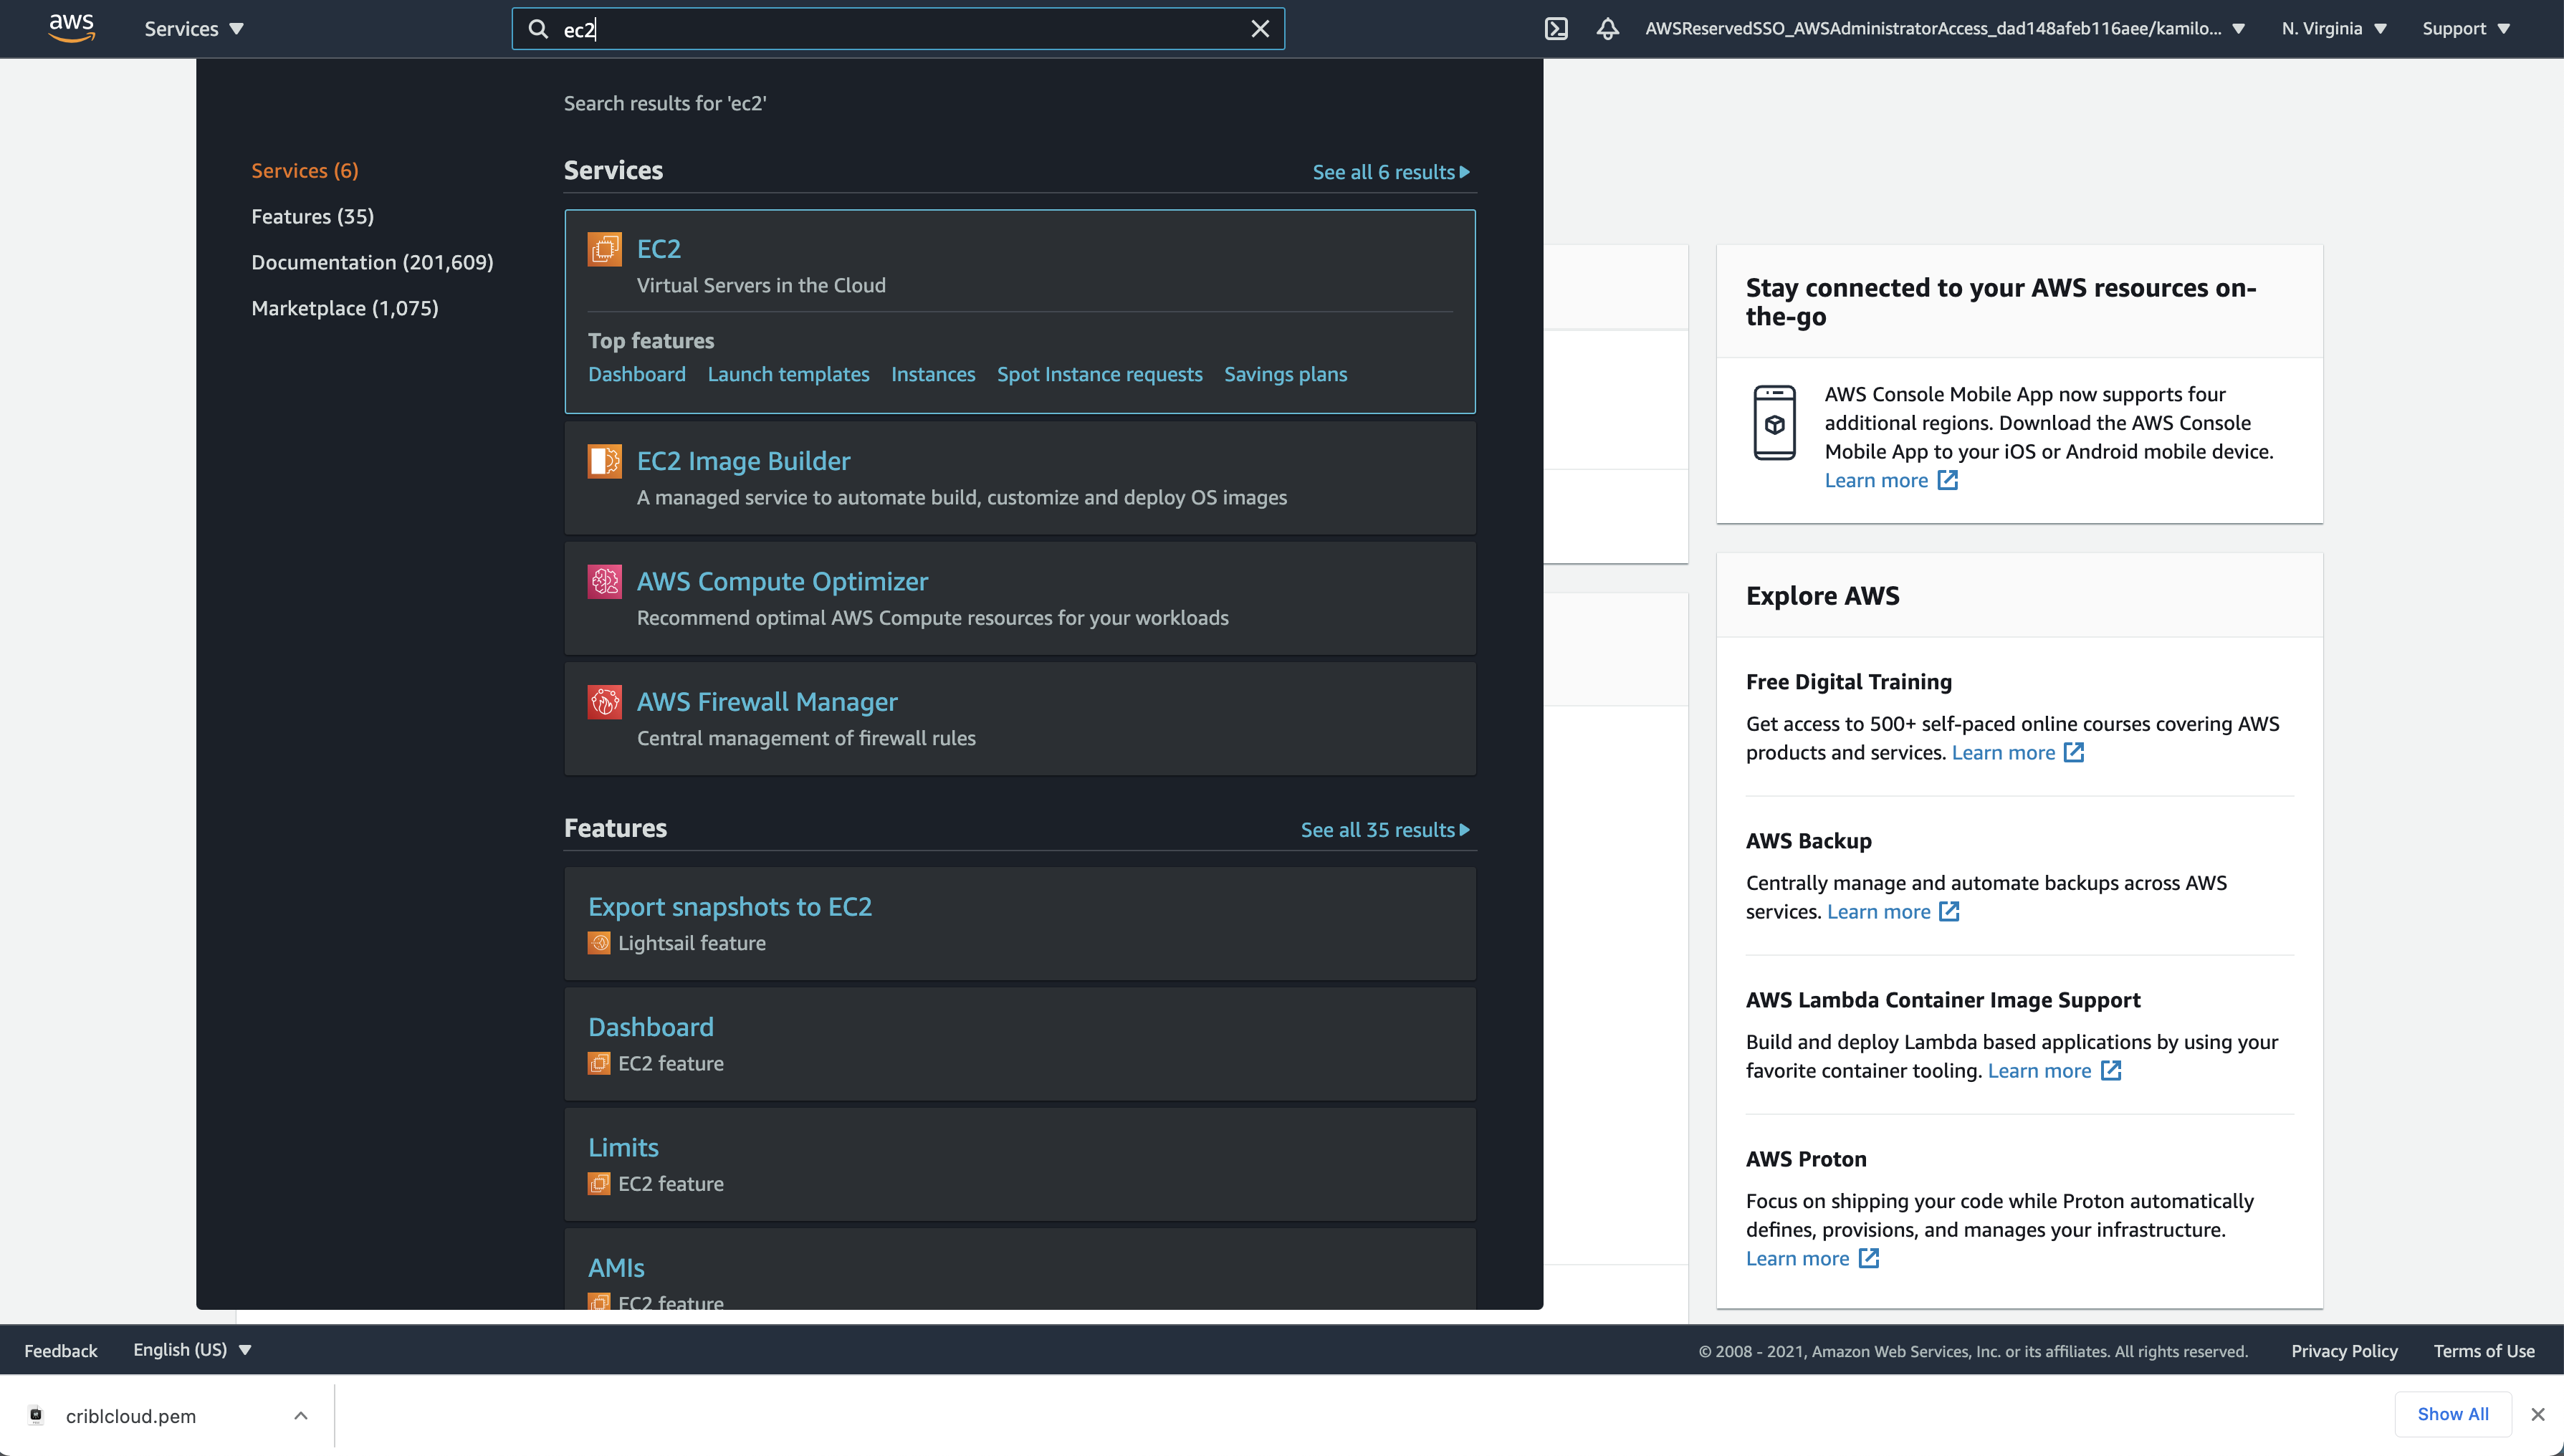 aws
Services
ec2
AWSReservedSSO_AWSAdministratorAccess_dad148afeb116aee/kamilo...
N. Virginia
Support
Search results for 'ec2'
Services (6)
Features (35)
Documentation (201,609)
Marketplace (1,075)
Services
See all 6 results
EC2
Virtual Servers in the Cloud
Top features
Dashboard Launch templates Instances Spot Instance requests Savings plans
EC2 Image Builder
A managed service to automate build, customize and deploy OS images
AWS Compute Optimizer
Recommend optimal AWS Compute resources for your workloads
AWS Firewall Manager
Central management of firewall rules
Features
See all 35 results
Export snapshots to EC2
Lightsail feature
Dashboard
EC2 feature
Limits
EC2 feature
AMIs
EC2 feature
Stay connected to your AWS resources on-
the-go
AWS Console Mobile App now supports four
additional regions. Download the AWS Console
Mobile App to your iOS or Android mobile device.
Learn more
Explore AWS
Free Digital Training
Get access to 500+ self-paced online courses covering AWS
products and services. Learn more
AWS Backup
Centrally manage and automate backups across AWS
services. Learn more
AWS Lambda Container Image Support
Build and deploy Lambda based applications by using your
favorite container tooling. Learn more
AWS Proton
Focus on shipping your code while Proton automatically
defines, provisions, and manages your infrastructure.
Learn more
Feedback
English (US)
© 2008 - 2021, Amazon Web Services, Inc. or its affiliates. All rights reserved.
Privacy Policy
Terms of Use
criblcloud.pem
Show All